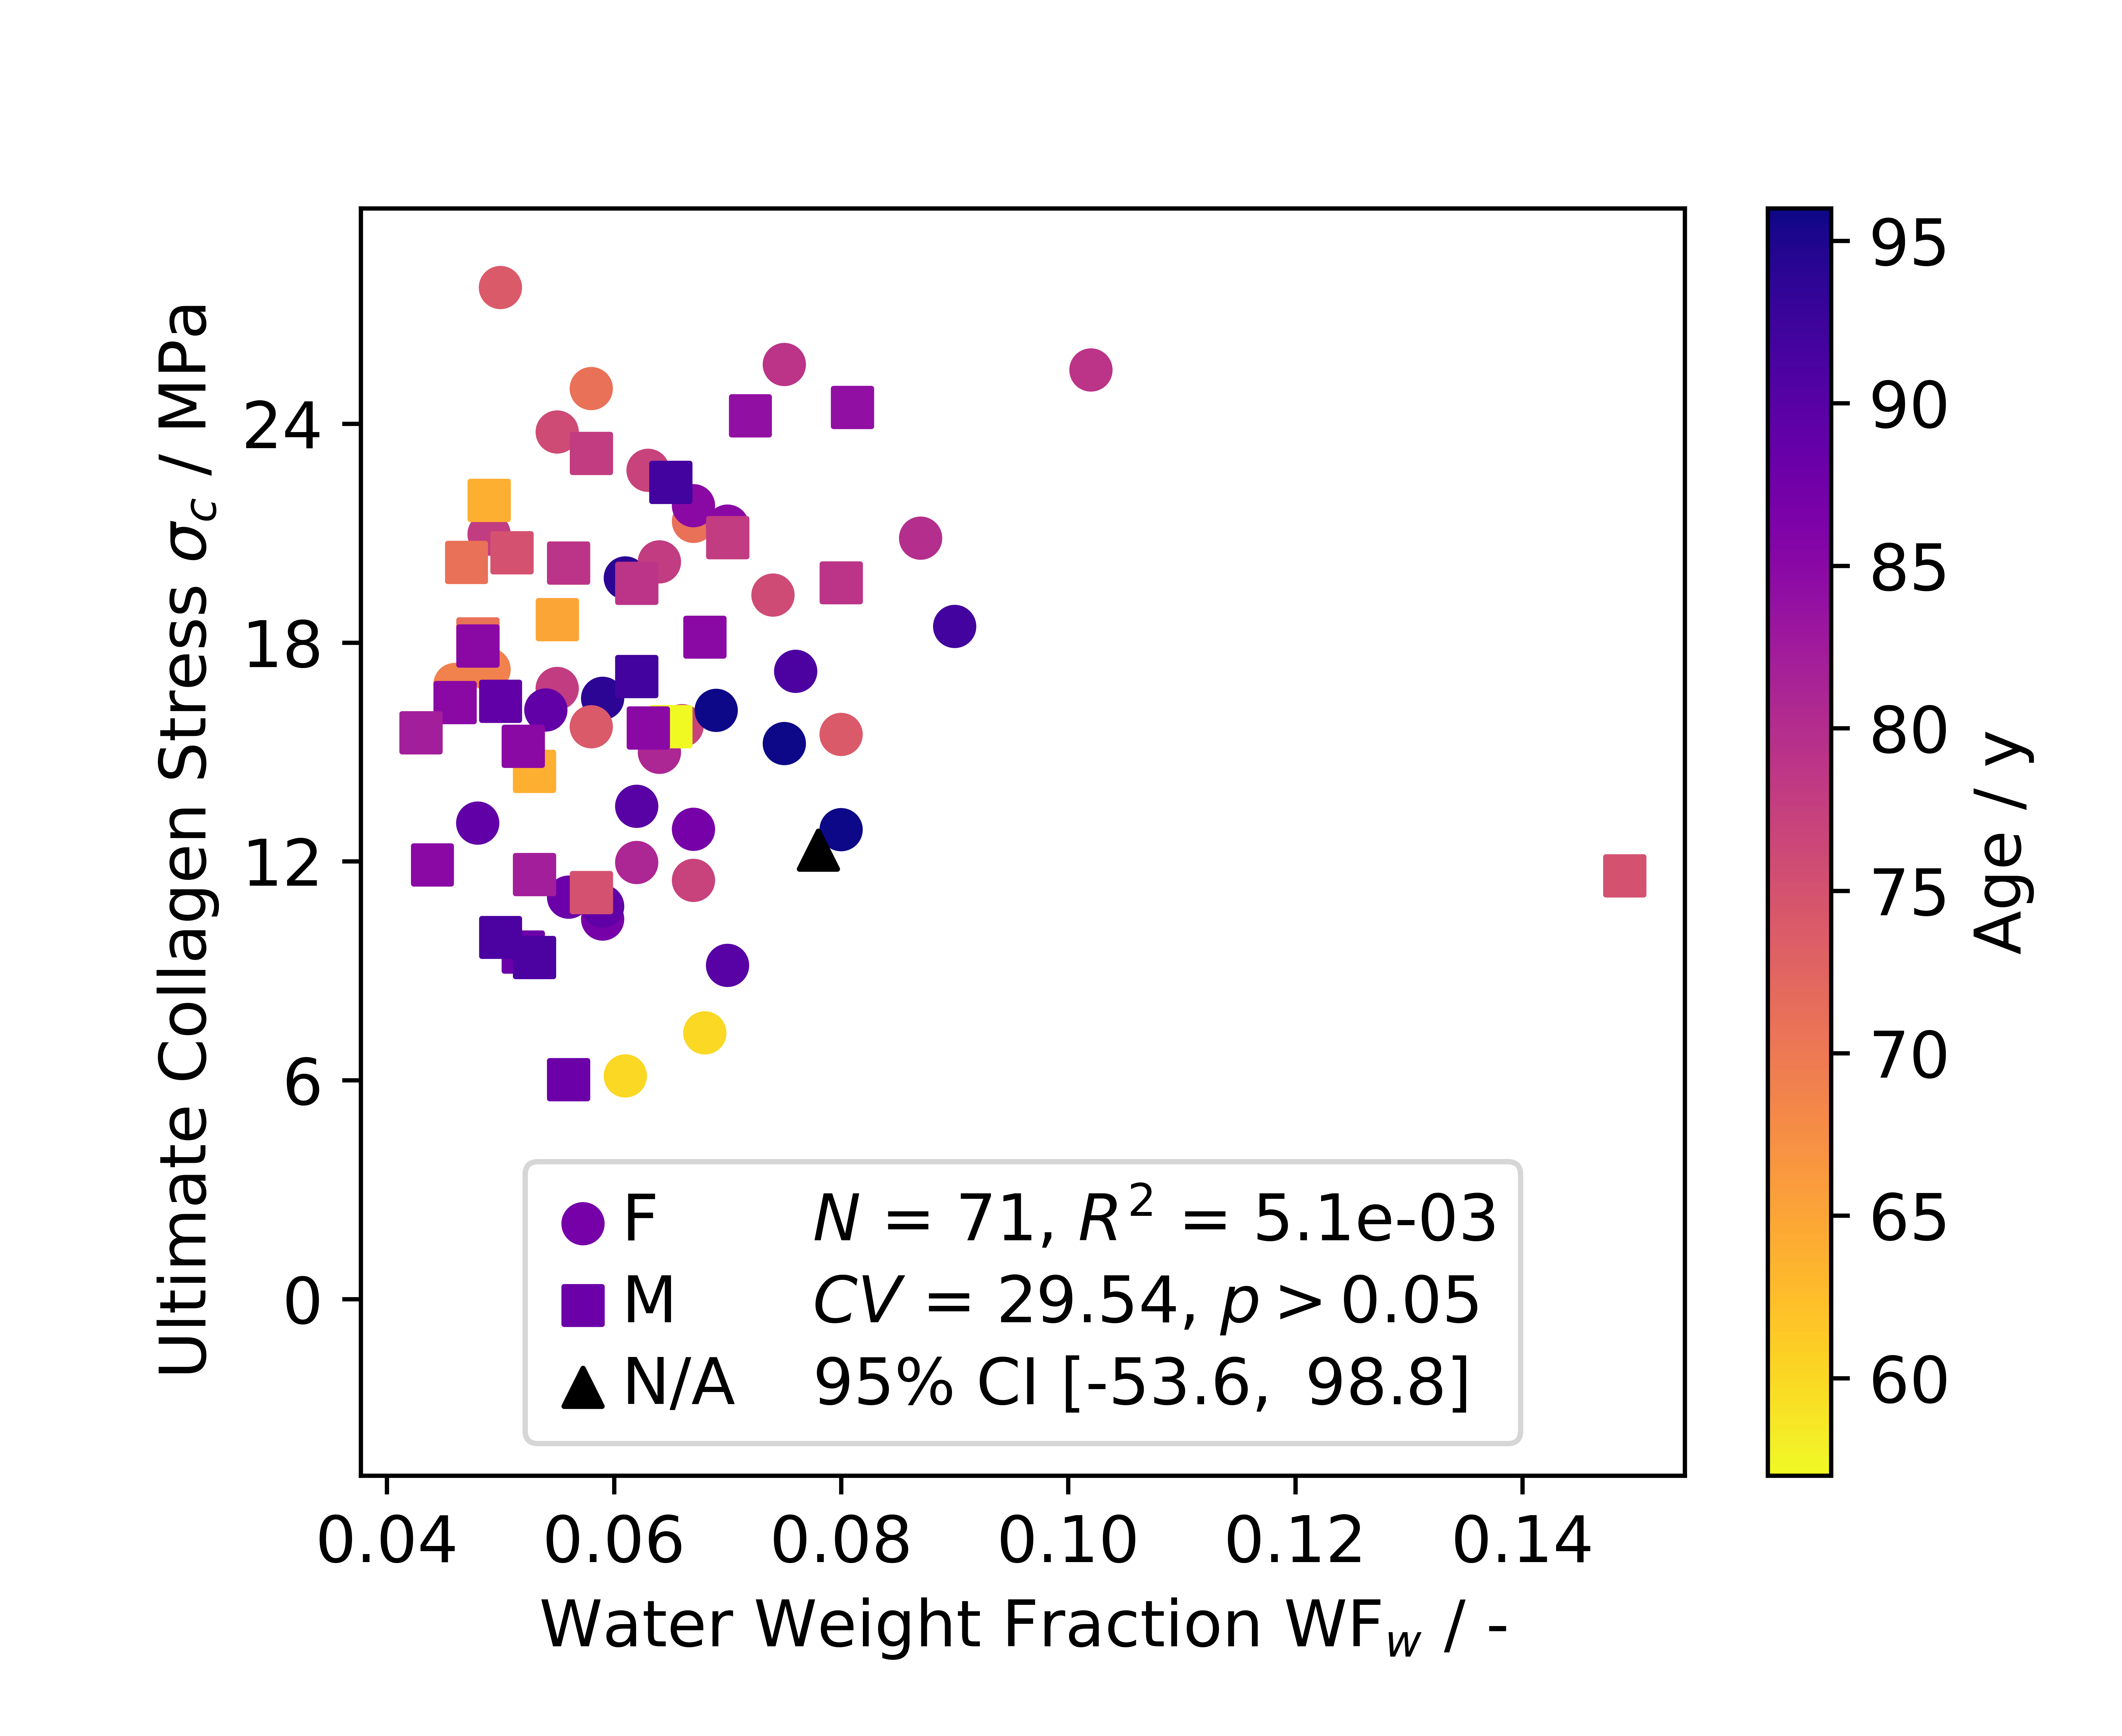 Ultimate Collagen Stress σc / MPa
24
18
12
6
0
F
M
N/A
N = 71, R² = 5.1e-03
CV = 29.54, p > 0.05
95% CI [-53.6, 98.8]
0.04 0.06 0.08 0.10 0.12 0.14
Water Weight Fraction WFw / -
95
90
85
80
75
70
65
60
Age / y